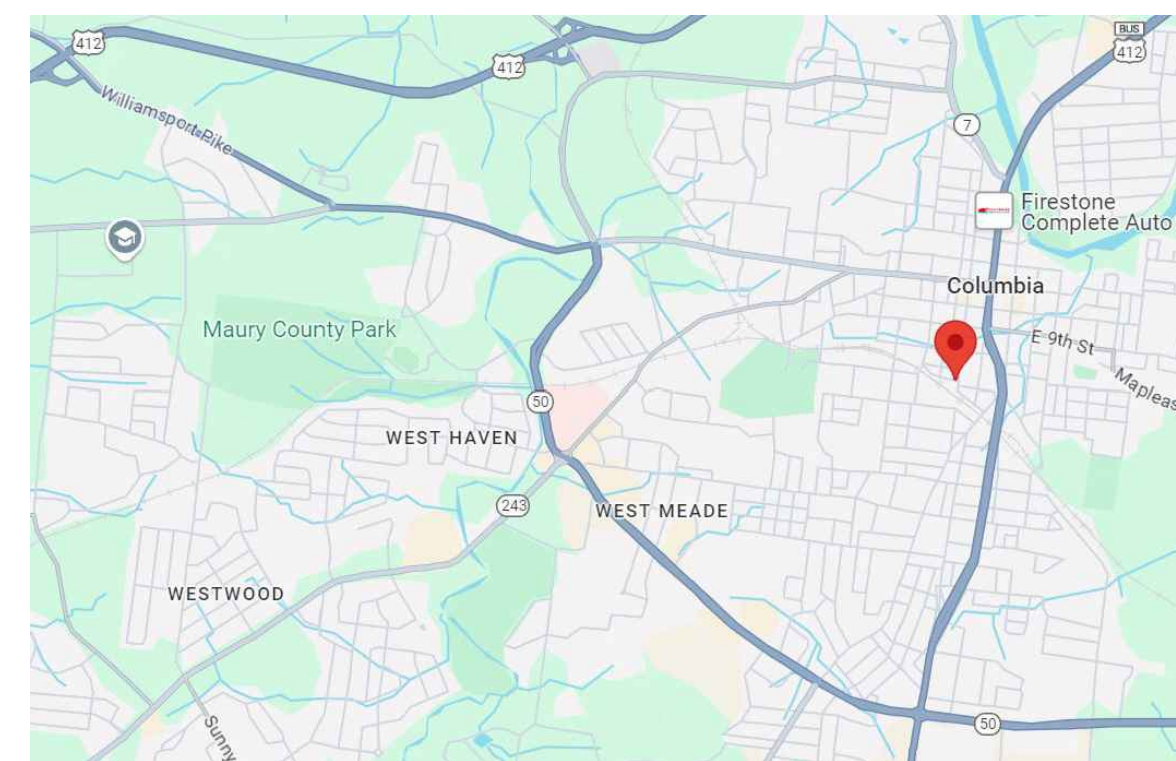 BUS
412
412
412
Williamsport Pike
7
Firestone
Complete Auto
Columbia
Maury County Park
E 9th St
50
WEST HAVEN
243
WEST MEADE
WESTWOOD
Sunny
50